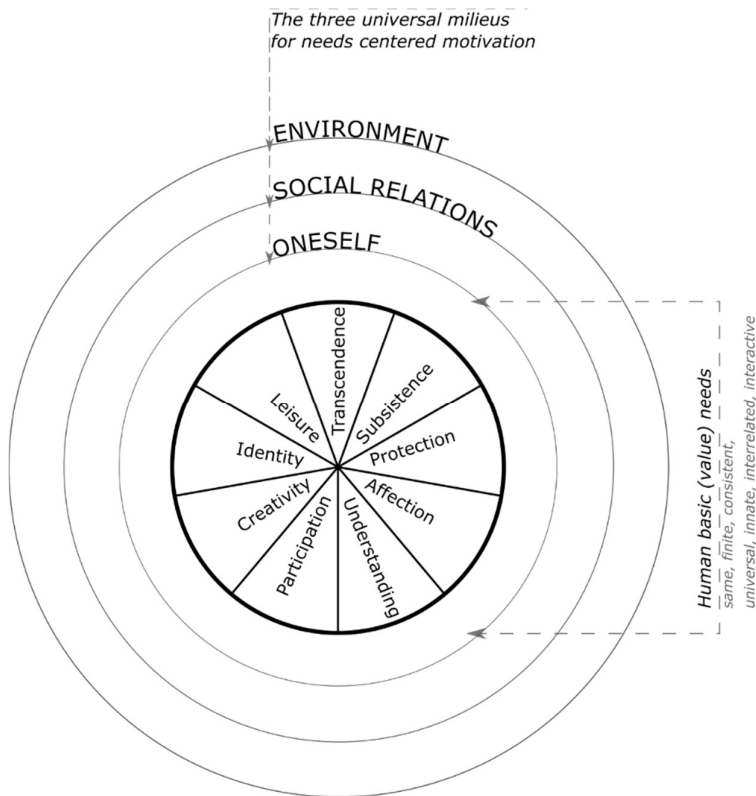 The three universal milieus
for needs centered motivation
ENVIRONMENT
SOCIAL RELATIONS
ONESELF
Transcendence
Subsistence
Protection
Affection
Understanding
Participation
Creativity
Identity
Leisure
Human basic (value) needs
same, finite, consistent,
universal, innate, interrelated, interactive